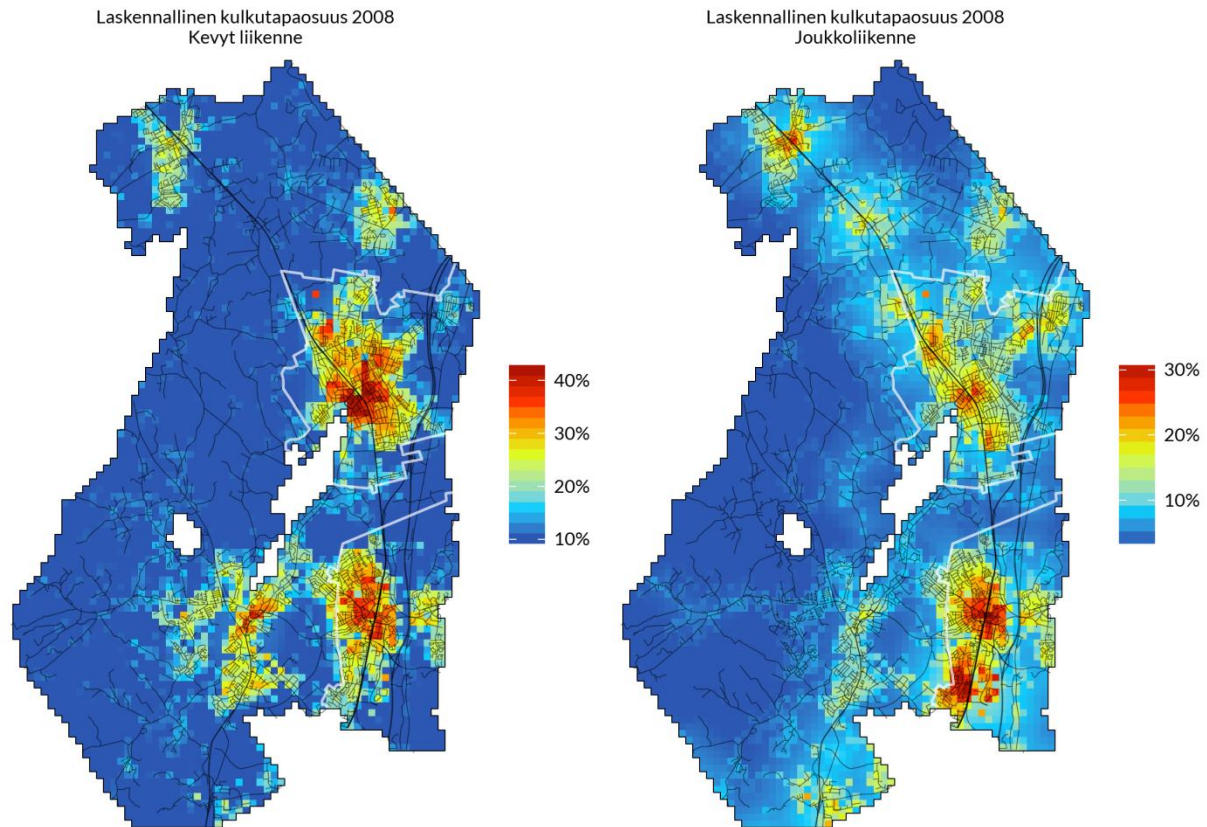 Laskennallinen kulkutapaosuus 2008
Kevyt liikenne
40%
30%
20%
10%
Laskennallinen kulkutapaosuus 2008
Joukkoliikenne
30%
20%
10%